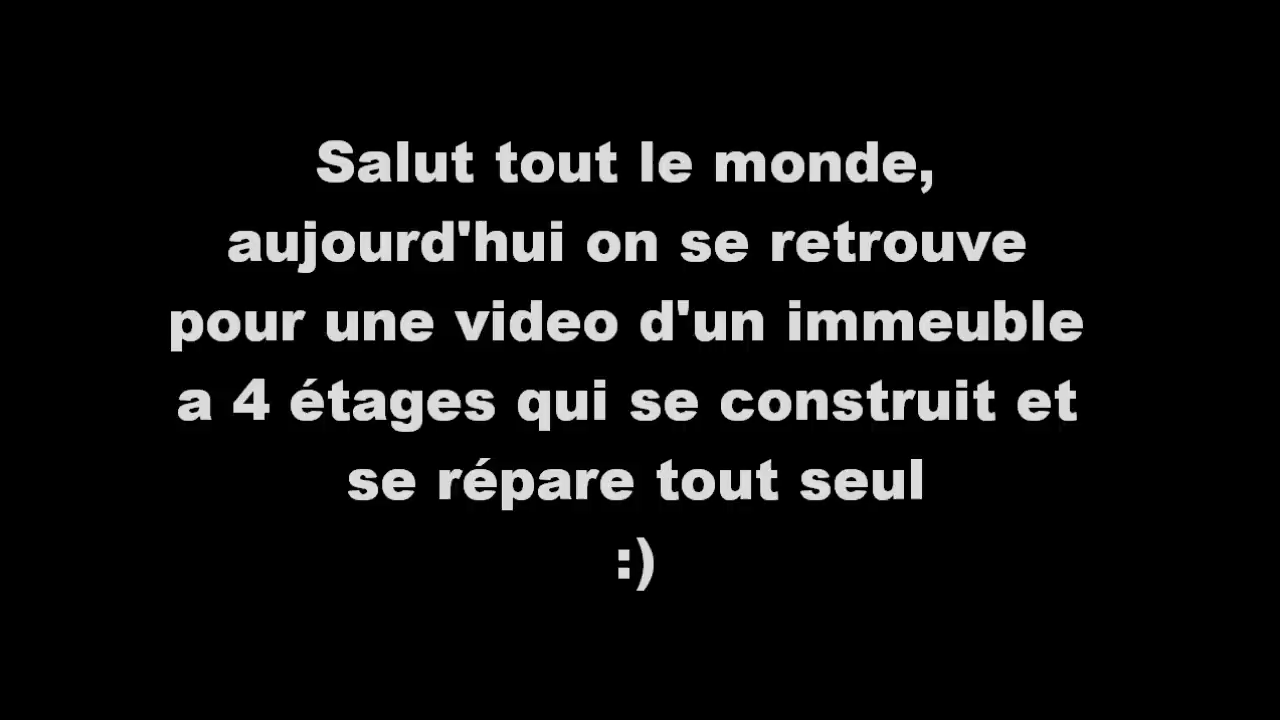 Salut tout le monde,
aujourd'hui on se retrouve
pour une video d'un immeuble
a 4 étages qui se construit et
se répare tout seul
:)